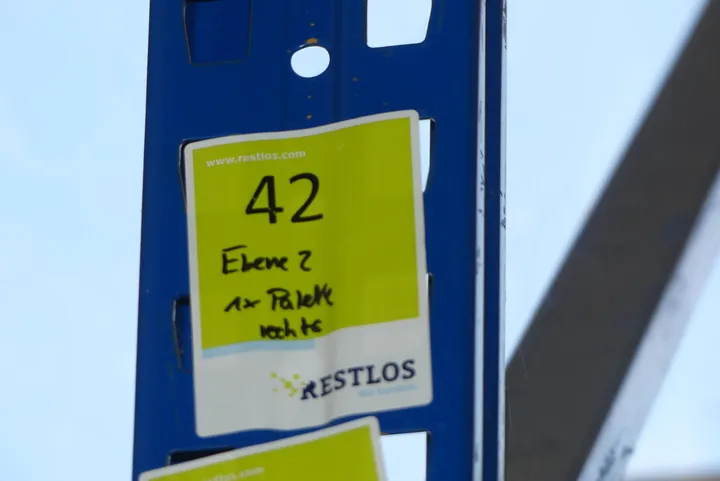 www.restlos.com
42
Ebene 2
1x Palette
rechts
RESTLOS